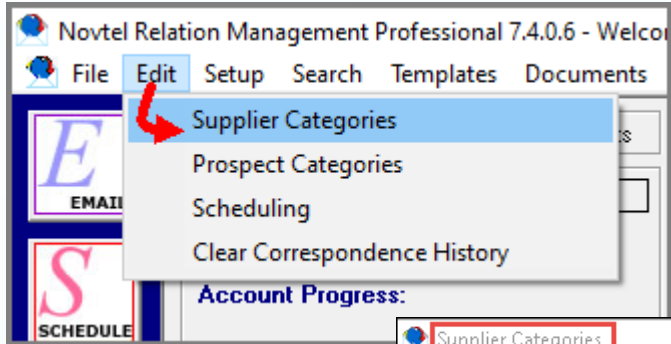 Novtel Relation Management Professional 7.4.0.6 - Welco
File Edit Setup Search Templates Documents
Supplier Categories
ts
Prospect Categories
EMAI
Scheduling
Clear Correspondence History
Account Progress:
SCHEDULE
Supplier Categories